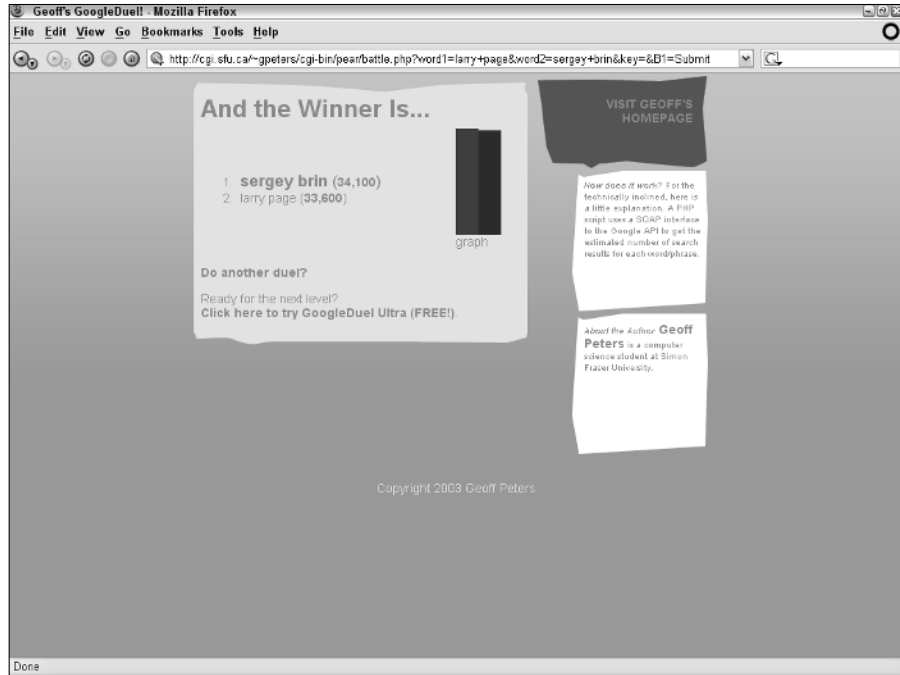 Geoff's GoogleDuel! - Mozilla Firefox
File Edit View Go Bookmarks Tools Help
http://cgi.sfu.ca/~gpeters/cgi-bin/pear/battle.php?word1=larry+page&word2=sergey+brin&key=&B1=Submit
And the Winner Is...
1. sergey brin (34,100)
2. larry page (33,600)
graph
Do another duel?
Ready for the next level?
Click here to try GoogleDuel Ultra (FREE!).
VISIT GEOFF'S
HOMEPAGE
How does it work? For the
technically inclined, here is
a little explanation. A PHP
script uses a SOAP interface
to the Google API to get the
estimated number of search
results for each word/phrase.
About the Author Geoff
Peters is a computer
science student at Simon
Fraser University.
Copyright 2003 Geoff Peters
Done